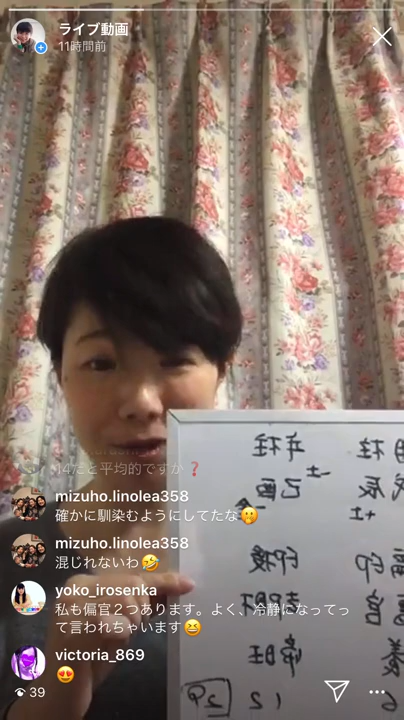 ライブ動画
11時間前
14だと平均的ですか❓
年柱
己酉
印綬
帝旺
12
29
mizuho.linolea358
確かに馴染むようにしてたな🤭
mizuho.linolea358
混じれないわ🤣
yoko_irosenka
私も偏官２つあります。よく、冷静になってっ
て言われちゃいます😆
victoria_869
😍
39